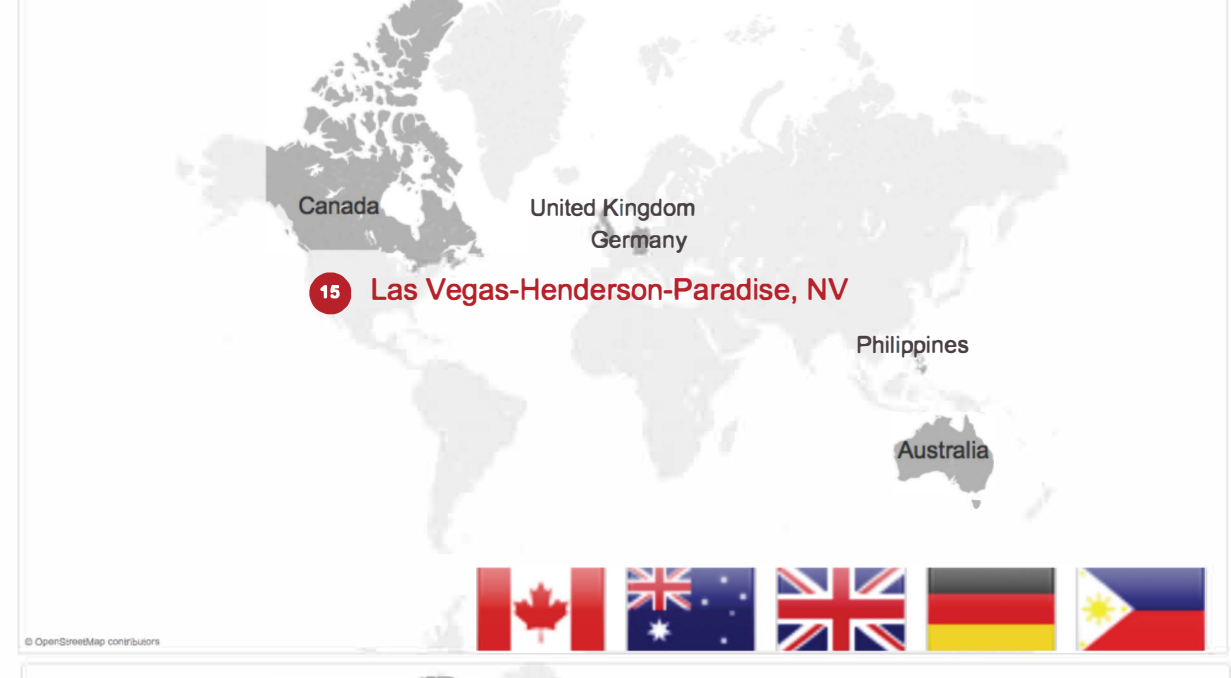 Canada
United Kingdom
Germany
15 Las Vegas-Henderson-Paradise, NV
Philippines
Australia
© OpenStreetMap contributors